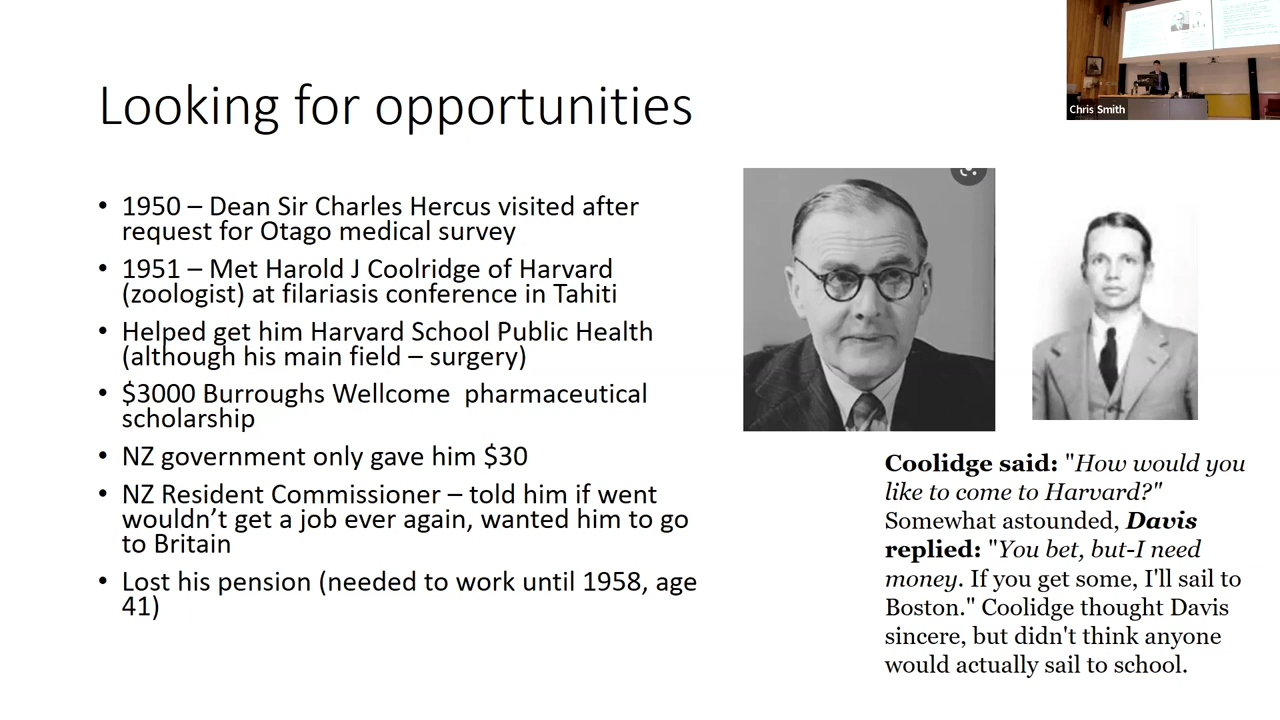 Looking for opportunities
Chris Smith
• 1950 – Dean Sir Charles Hercus visited after
request for Otago medical survey
• 1951 – Met Harold J Coolridge of Harvard
(zoologist) at filariasis conference in Tahiti
• Helped get him Harvard School Public Health
(although his main field – surgery)
• $3000 Burroughs Wellcome  pharmaceutical
scholarship
• NZ government only gave him $30
• NZ Resident Commissioner – told him if went
wouldn’t get a job ever again, wanted him to go
to Britain
• Lost his pension (needed to work until 1958, age
41)
Coolidge said: "How would you
like to come to Harvard?"
Somewhat astounded, Davis
replied: "You bet, but-I need
money. If you get some, I'll sail to
Boston." Coolidge thought Davis
sincere, but didn't think anyone
would actually sail to school.